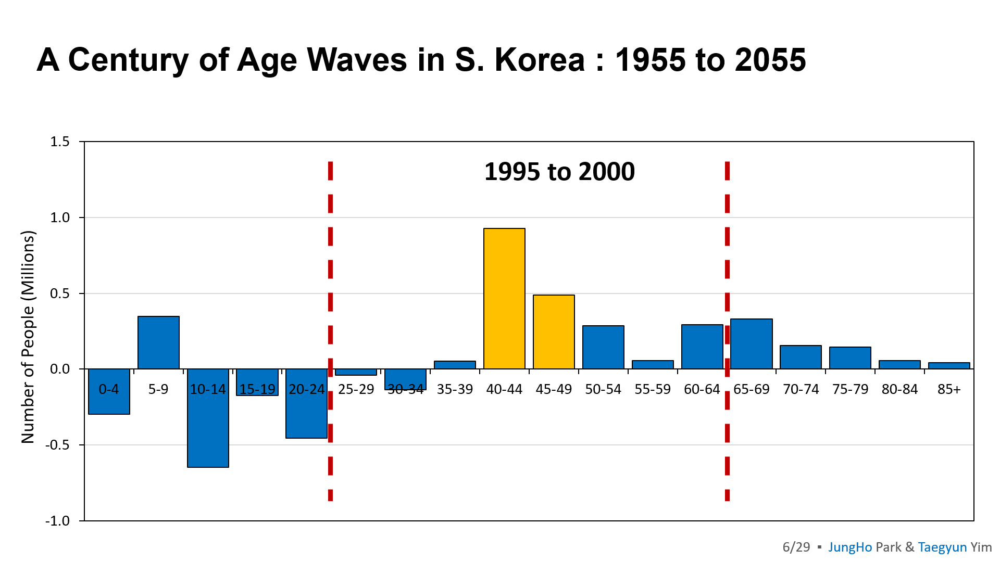 A Century of Age Waves in S. Korea : 1955 to 2055
1995 to 2000
Number of People (Millions)
1.5
1.0
0.5
0.0
-0.5
-1.0
0-4 5-9 10-14 15-19 20-24 25-29 30-34 35-39 40-44 45-49 50-54 55-59 60-64 65-69 70-74 75-79 80-84 85+
6/29 ▪ JungHo Park & Taegyun Yim